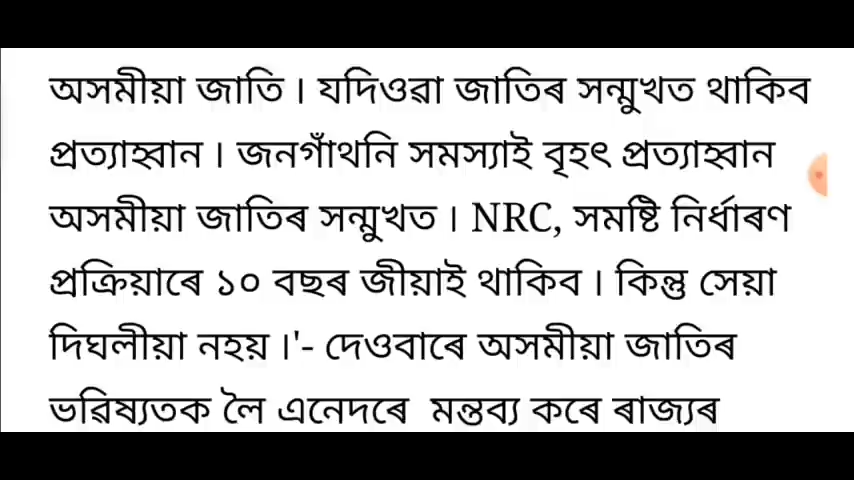 অসমীয়া জাতি । যদিওৱা জাতিৰ সন্মুখত থাকিব
প্ৰত্যাহ্বান । জনগাঁথনি সমস্যাই বৃহৎ প্ৰত্যাহ্বান
অসমীয়া জাতিৰ সন্মুখত । NRC, সমষ্টি নিৰ্ধাৰণ
প্ৰক্ৰিয়াৰে ১০ বছৰ জীয়াই থাকিব । কিন্তু সেয়া
দিঘলীয়া নহয় ।'- দেওবাৰে অসমীয়া জাতিৰ
ভৱিষ্যতক লৈ এনেদৰে মন্তব্য কৰে ৰাজ্যৰ